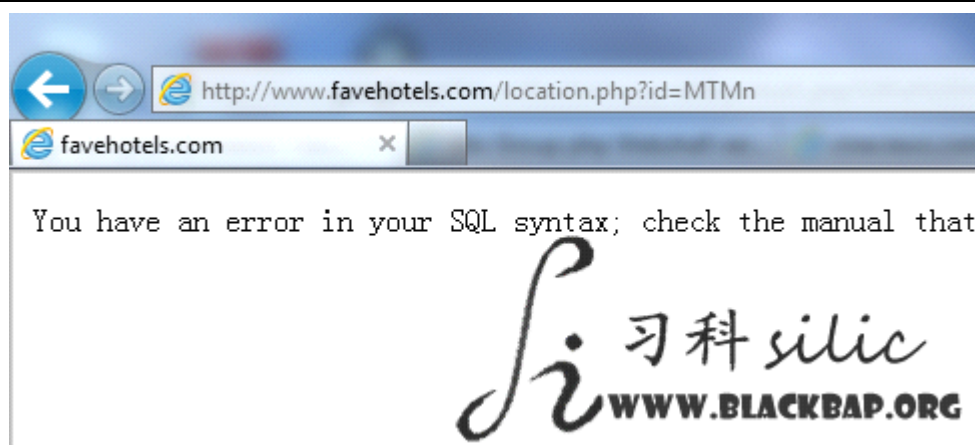 http://www.favehotels.com/location.php?id=MTMn
favehotels.com
You have an error in your SQL syntax; check the manual that
习科 silic
WWW.BLACKBAP.ORG